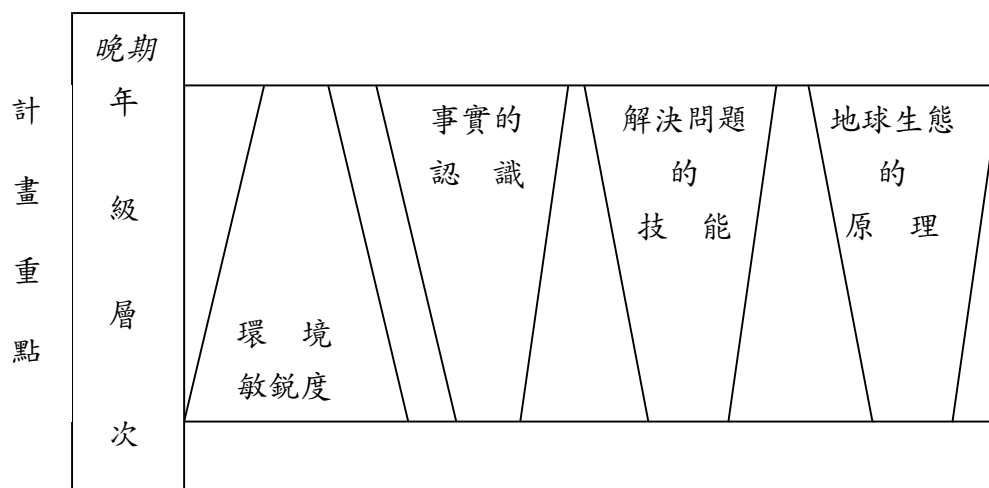 計畫重點
晚期
年級層次
環 境
敏銳度
事實的
認 識
解決問題
的
技 能
地球生態
的
原 理